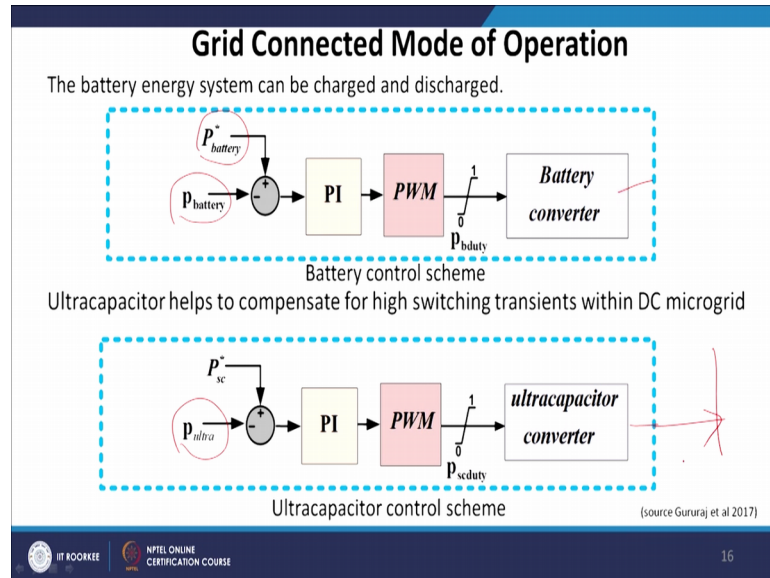 Grid Connected Mode of Operation
The battery energy system can be charged and discharged.
P*battery
pbattery
+
-
PI
PWM
1
0
Pbduty
Battery
converter
Battery control scheme
Ultracapacitor helps to compensate for high switching transients within DC microgrid
P*sc
pultra
+
-
PI
PWM
1
0
Pscduty
ultracapacitor
converter
Ultracapacitor control scheme
(source Gururaj et al 2017)
IIT ROORKEE
NPTEL ONLINE
CERTIFICATION COURSE
16